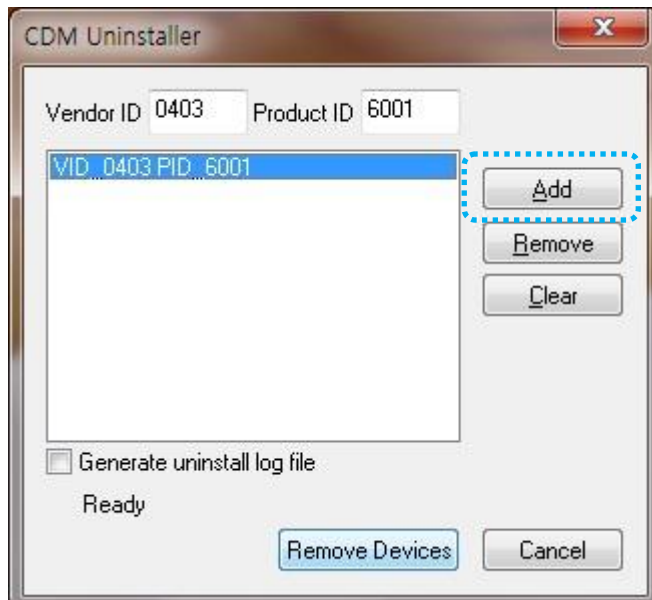 CDM Uninstaller
Vendor ID 0403 Product ID 6001
VID_0403 PID_6001
Add
Remove
Clear
Generate uninstall log file
Ready
Remove Devices Cancel